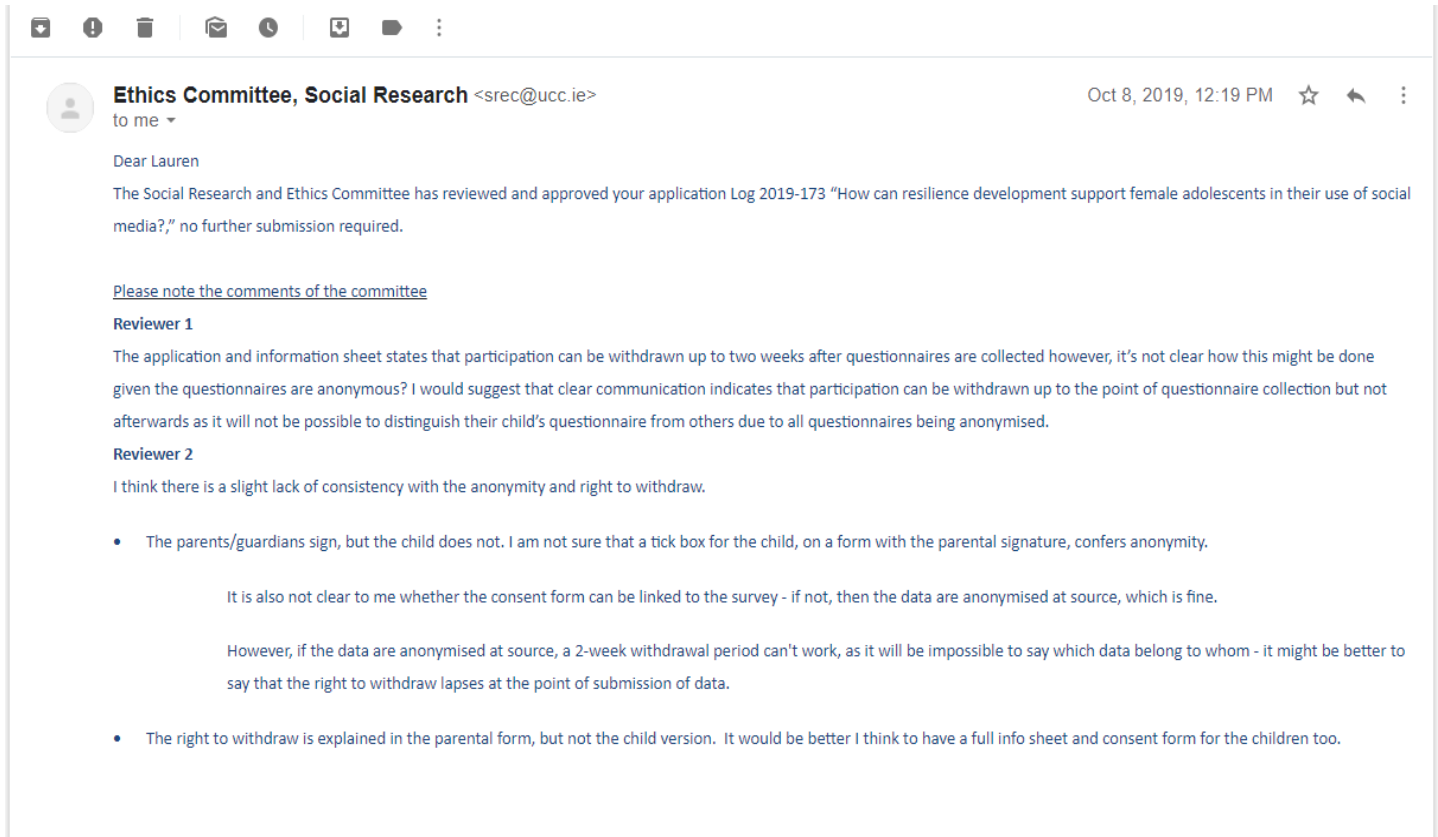 Ethics Committee, Social Research <srec@ucc.ie>
Oct 8, 2019, 12:19 PM
to me
Dear Lauren
The Social Research and Ethics Committee has reviewed and approved your application Log 2019-173 “How can resilience development support female adolescents in their use of social
media?,” no further submission required.
Please note the comments of the committee
Reviewer 1
The application and information sheet states that participation can be withdrawn up to two weeks after questionnaires are collected however, it’s not clear how this might be done
given the questionnaires are anonymous? I would suggest that clear communication indicates that participation can be withdrawn up to the point of questionnaire collection but not
afterwards as it will not be possible to distinguish their child’s questionnaire from others due to all questionnaires being anonymised.
Reviewer 2
I think there is a slight lack of consistency with the anonymity and right to withdraw.
• The parents/guardians sign, but the child does not. I am not sure that a tick box for the child, on a form with the parental signature, confers anonymity.
It is also not clear to me whether the consent form can be linked to the survey - if not, then the data are anonymised at source, which is fine.
However, if the data are anonymised at source, a 2-week withdrawal period can't work, as it will be impossible to say which data belong to whom - it might be better to
say that the right to withdraw lapses at the point of submission of data.
• The right to withdraw is explained in the parental form, but not the child version.  It would be better I think to have a full info sheet and consent form for the children too.